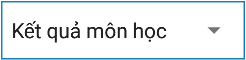 Kết quả môn học